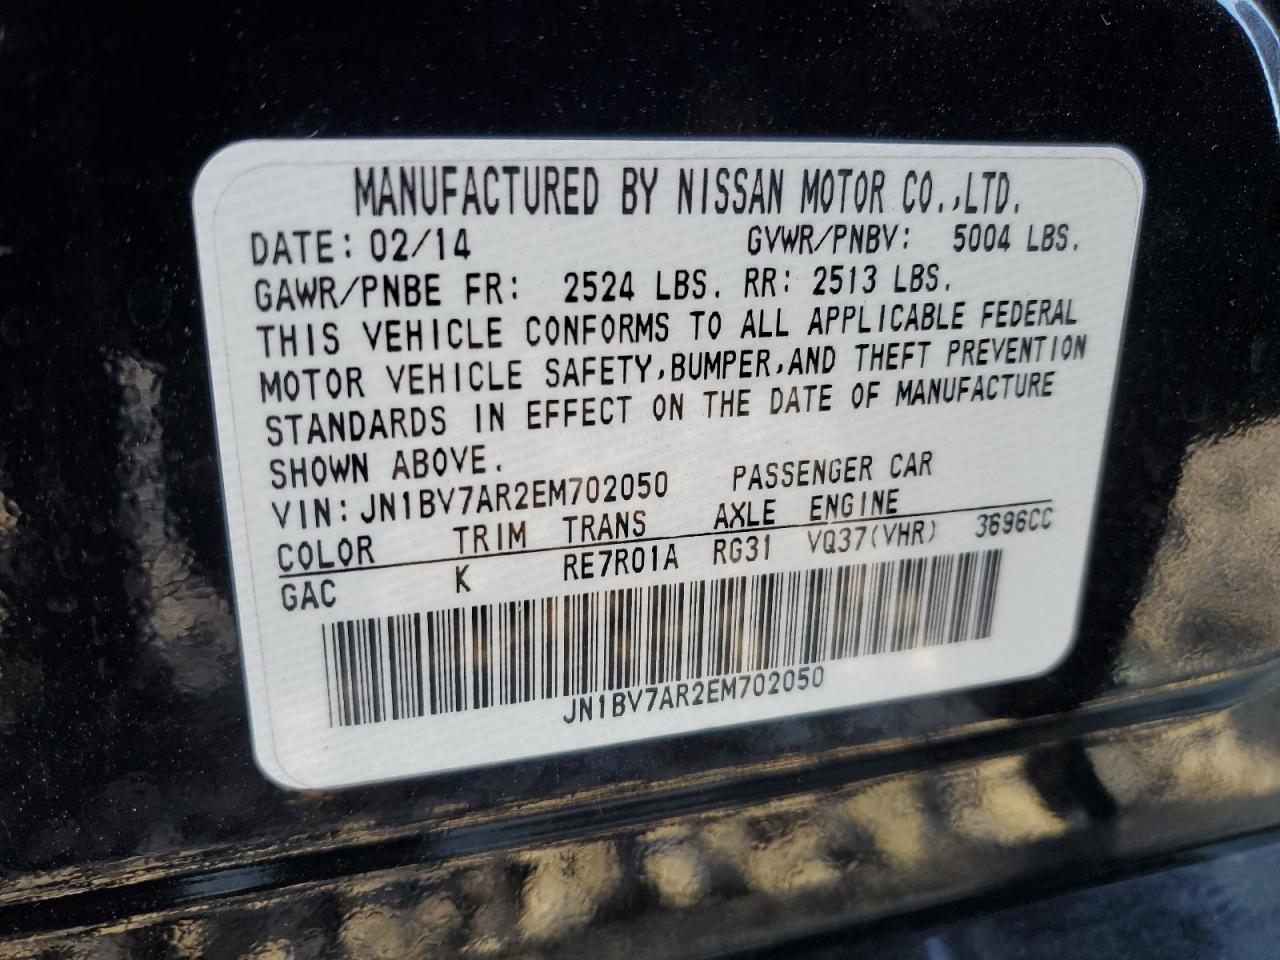 MANUFACTURED BY NISSAN MOTOR CO.,LTD.
DATE: 02/14 GVWR/PNBV: 5004 LBS.
GAWR/PNBE FR: 2524 LBS. RR: 2513 LBS.
THIS VEHICLE CONFORMS TO ALL APPLICABLE FEDERAL
MOTOR VEHICLE SAFETY,BUMPER,AND THEFT PREVENTION
STANDARDS IN EFFECT ON THE DATE OF MANUFACTURE
SHOWN ABOVE.
VIN: JN1BV7AR2EM702050 PASSENGER CAR
COLOR TRIM TRANS AXLE ENGINE
GAC K RE7R01A RG31 VQ37(VHR) 3696CC
JN1BV7AR2EM702050